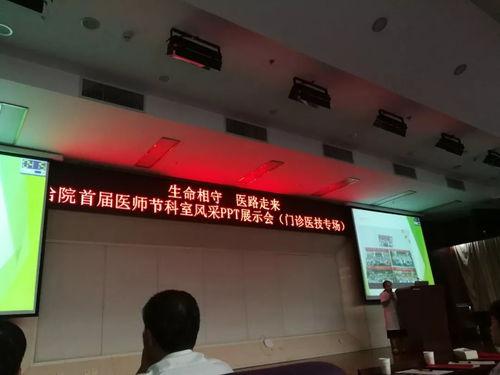 生命相守 医路走来
台院首届医师节科室风采PPT展示会（门诊医技专场）